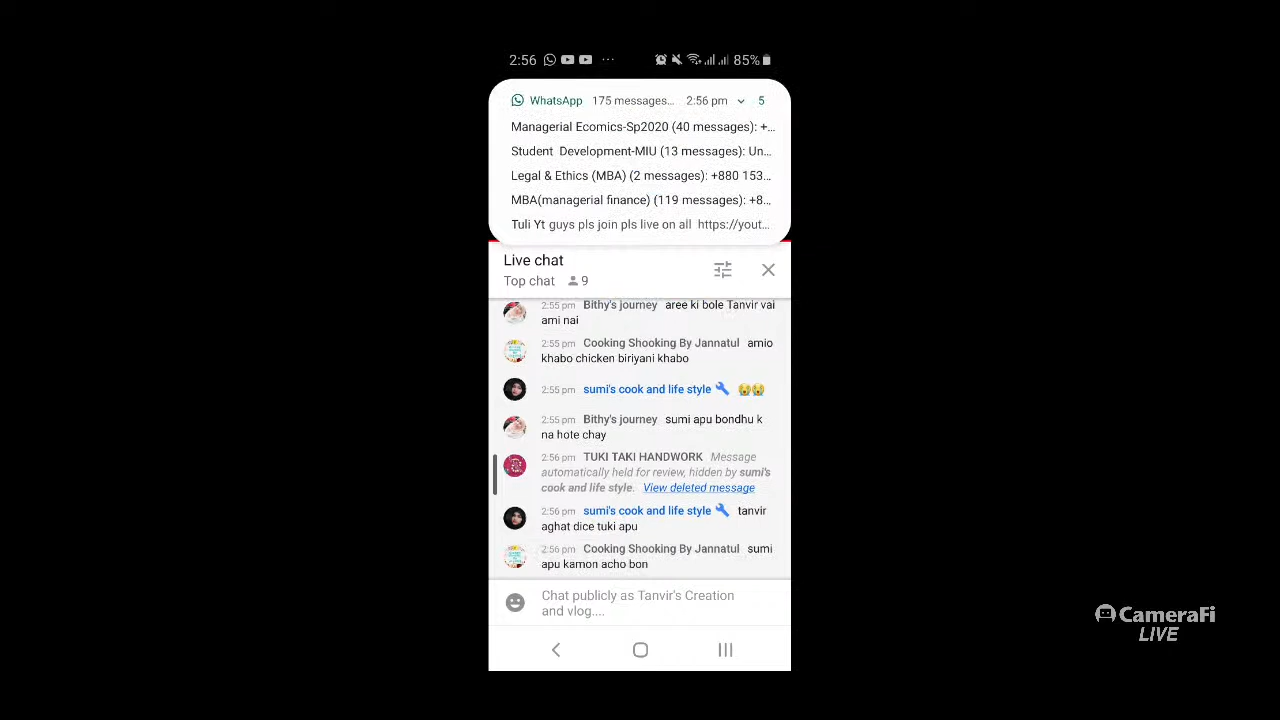 2:56 ... 85%
WhatsApp 175 messages... 2:56 pm 5
Managerial Ecomics-Sp2020 (40 messages): +...
Student Development-MIU (13 messages): Un...
Legal & Ethics (MBA) (2 messages): +880 153...
MBA(managerial finance) (119 messages): +8...
Tuli Yt guys pls join pls live on all https://yout...
Live chat
Top chat 9
2:55 pm Bithy's journey aree ki bole Tanvir vai
ami nai
2:55 pm Cooking Shooking By Jannatul amio
khabo chicken biriyani khabo
2:55 pm sumi's cook and life style 😭😭
2:55 pm Bithy's journey sumi apu bondhu k
na hote chay
2:56 pm TUKI TAKI HANDWORK Message
automatically held for review, hidden by sumi's
cook and life style. View deleted message
2:56 pm sumi's cook and life style tanvir
aghat dice tuki apu
2:56 pm Cooking Shooking By Jannatul sumi
apu kamon acho bon
Chat publicly as Tanvir's Creation
and vlog....
CameraFi
LIVE